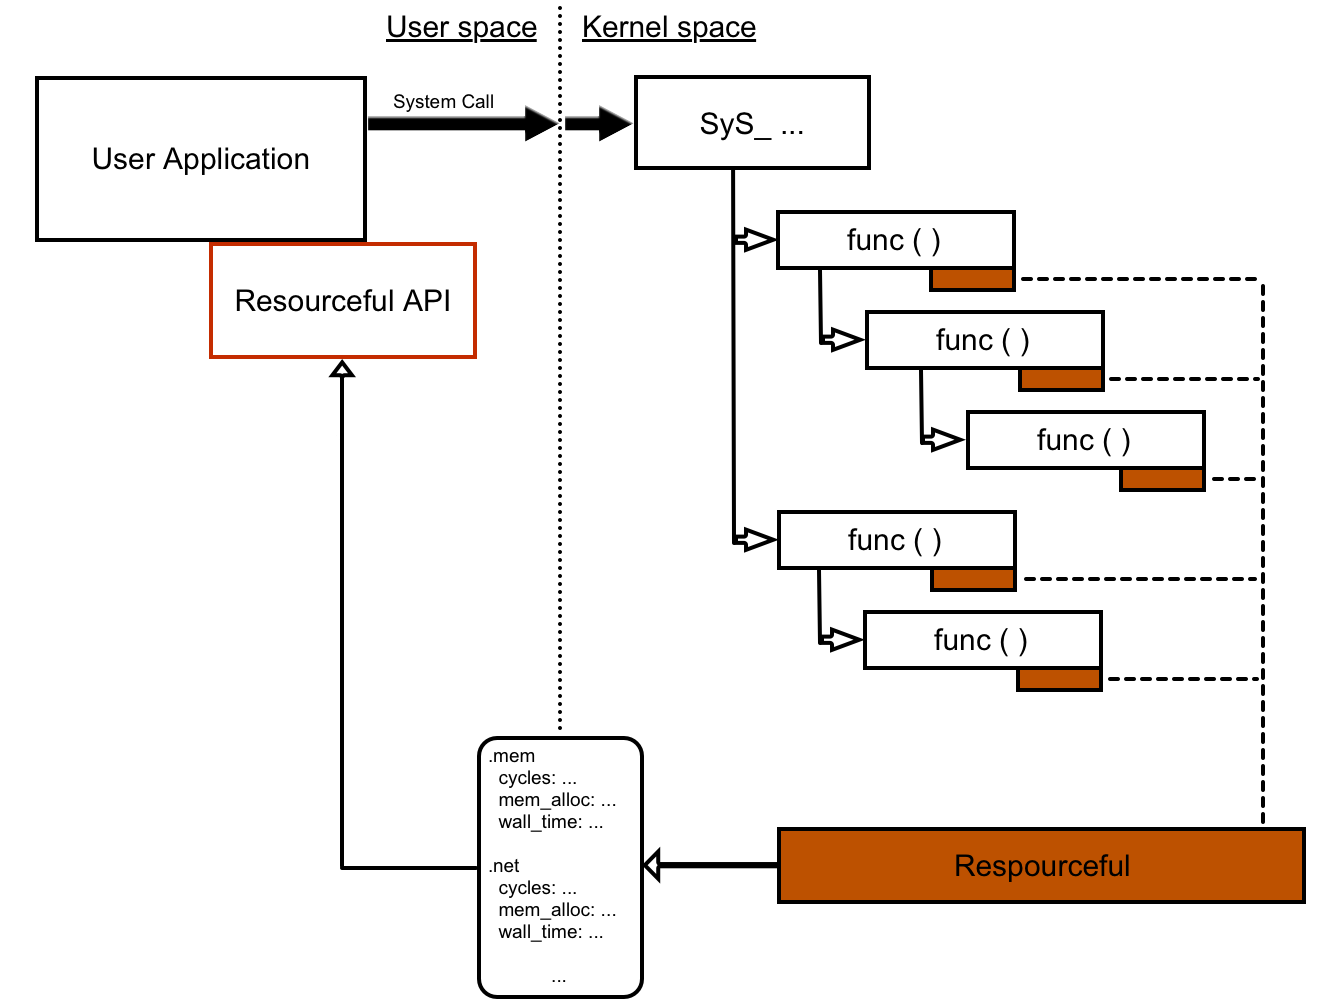 User space
Kernel space
System Call
User Application
SyS_ ...
Resourceful API
func ( )
func ( )
func ( )
func ( )
func ( )
.mem
cycles: ...
mem_alloc: ...
wall_time: ...
.net
cycles: ...
mem_alloc: ...
wall_time: ...
...
Respourceful